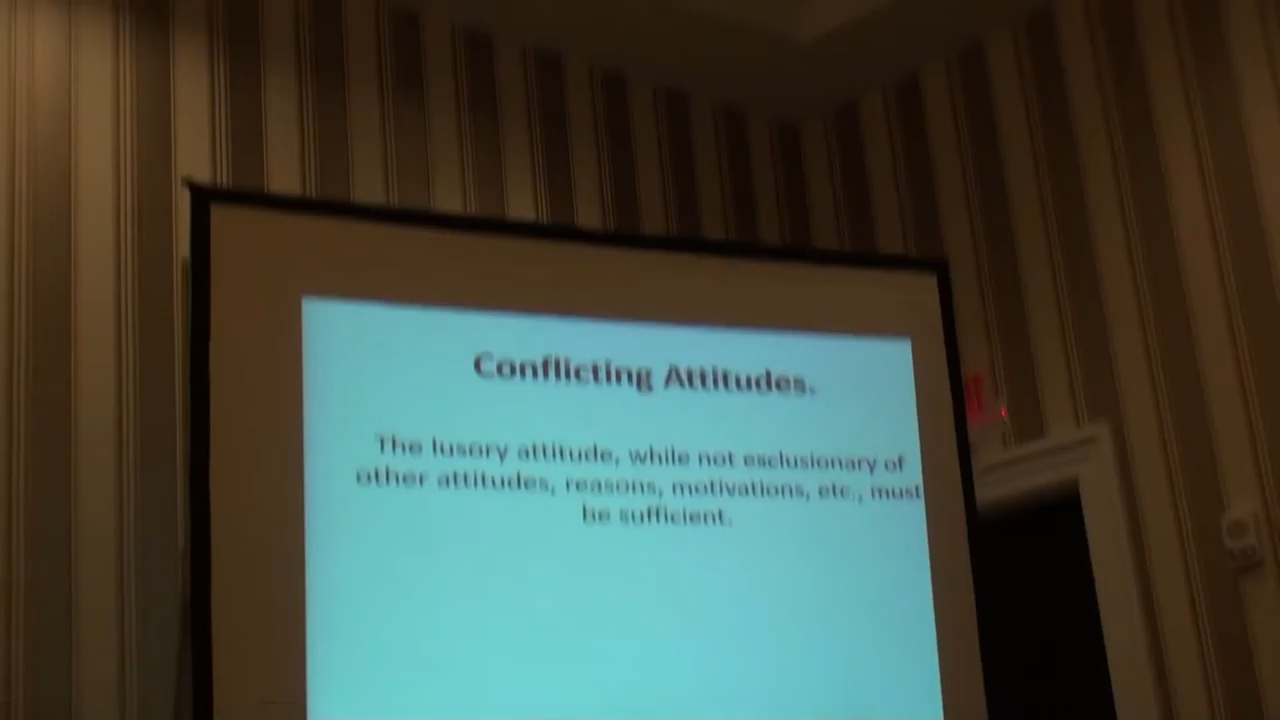 Conflicting Attitudes.
The lusory attitude, while not esclusionary of
other attitudes, reasons, motivations, etc., must
be sufficient.